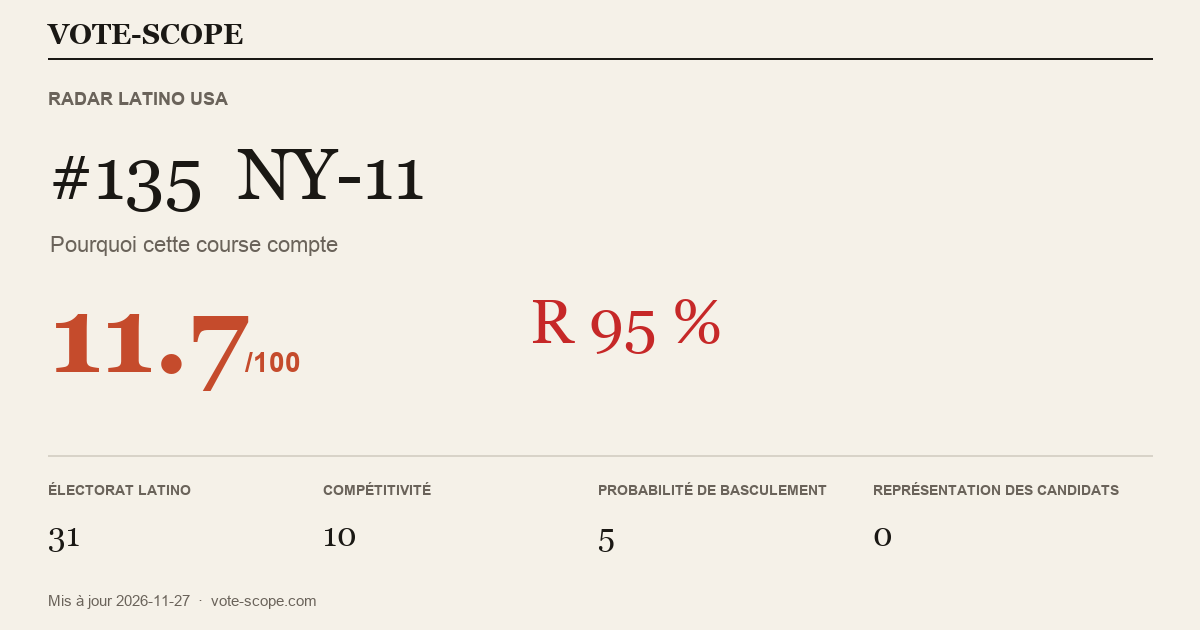 VOTE-SCOPE
RADAR LATINO USA
#135 NY-11
Pourquoi cette course compte
11.7/100
R 95 %
ÉLECTORAT LATINO
COMPÉTITIVITÉ
PROBABILITÉ DE BASCULEMENT
REPRÉSENTATION DES CANDIDATS
31
10
5
0
Mis à jour 2026-11-27 · vote-scope.com